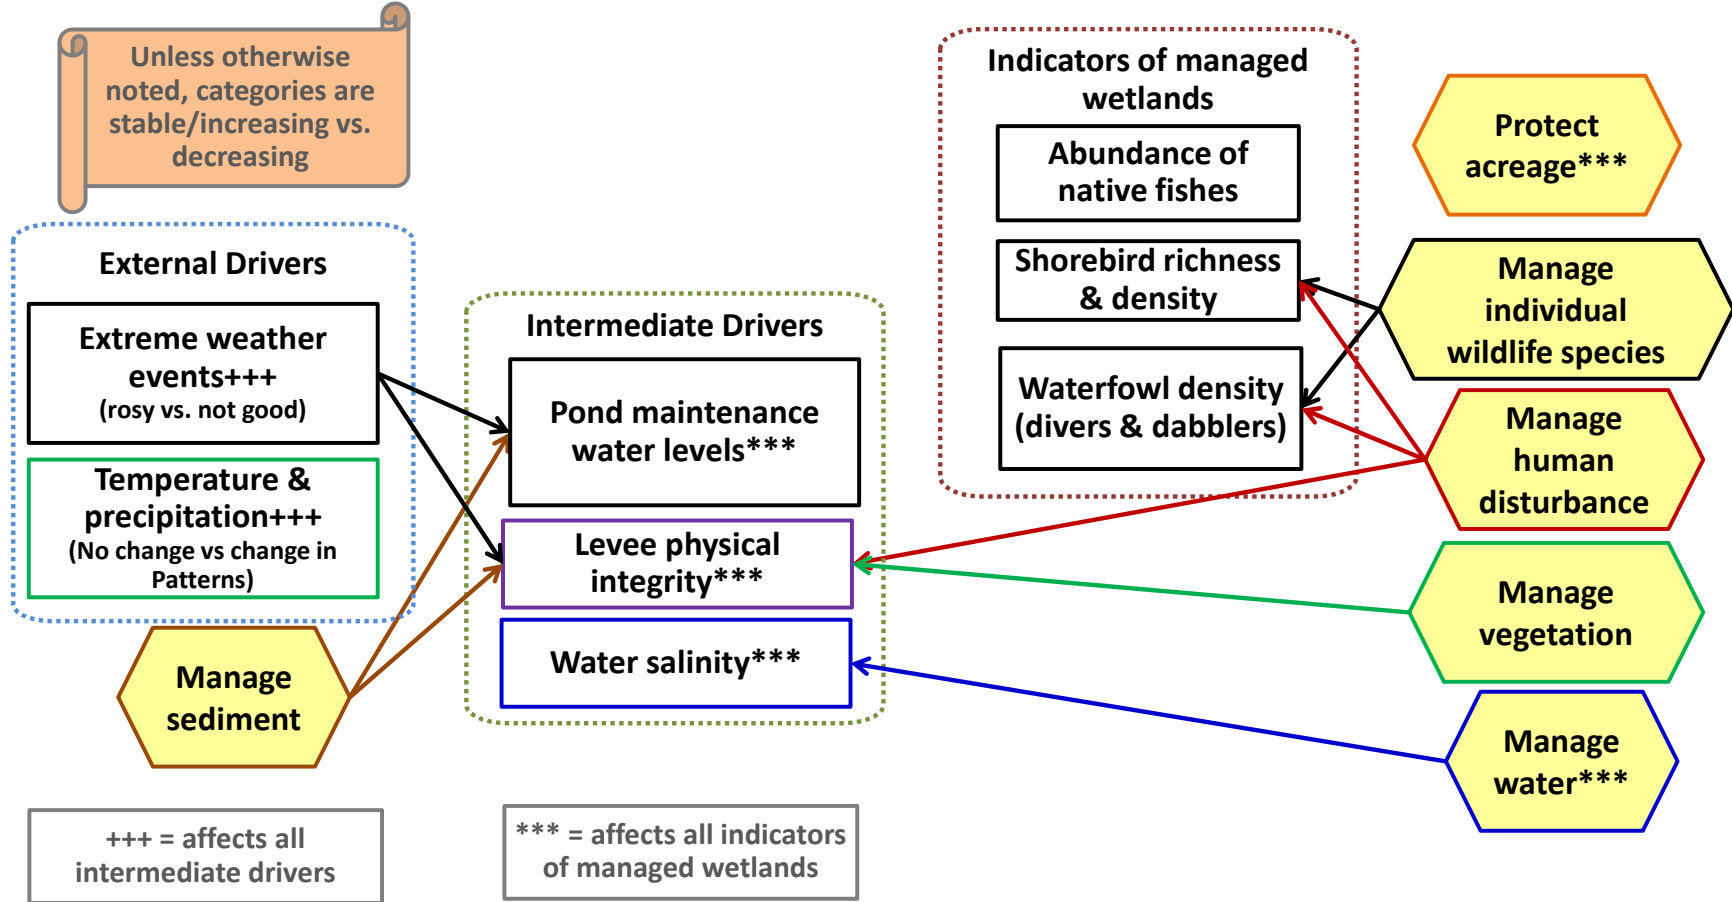 Unless otherwise
noted, categories are
stable/increasing vs.
decreasing
External Drivers
Extreme weather
events+++
(rosy vs. not good)
Temperature &
precipitation+++
(No change vs change in
Patterns)
Manage
sediment
+++ = affects all
intermediate drivers
Intermediate Drivers
Pond maintenance
water levels***
Levee physical
integrity***
Water salinity***
*** = affects all indicators
of managed wetlands
Indicators of managed
wetlands
Abundance of
native fishes
Shorebird richness
& density
Waterfowl density
(divers & dabblers)
Protect
acreage***
Manage
individual
wildlife species
Manage
human
disturbance
Manage
vegetation
Manage
water***